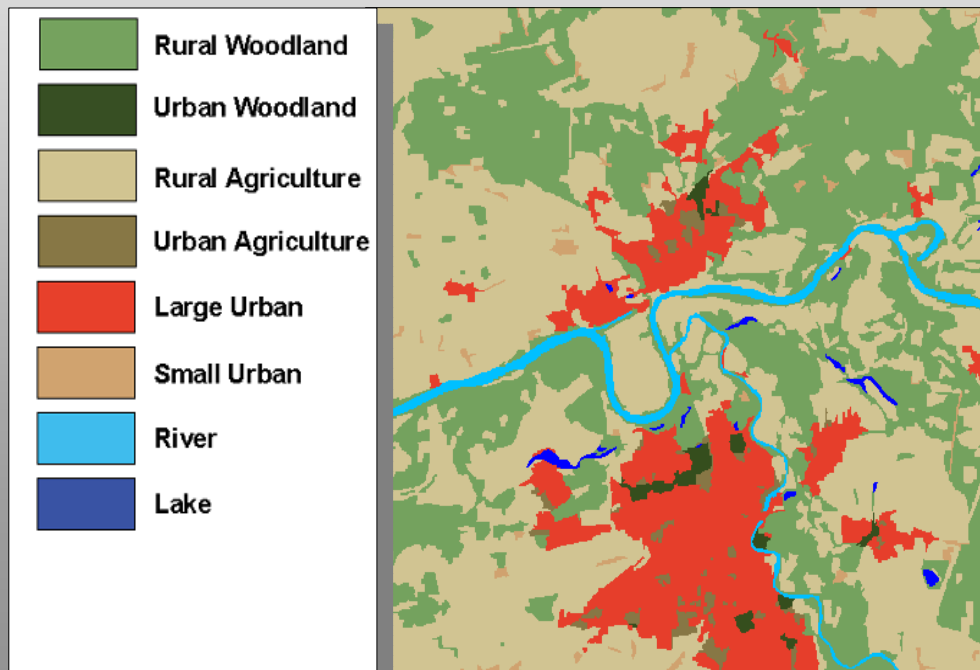 Rural Woodland
Urban Woodland
Rural Agriculture
Urban Agriculture
Large Urban
Small Urban
River
Lake